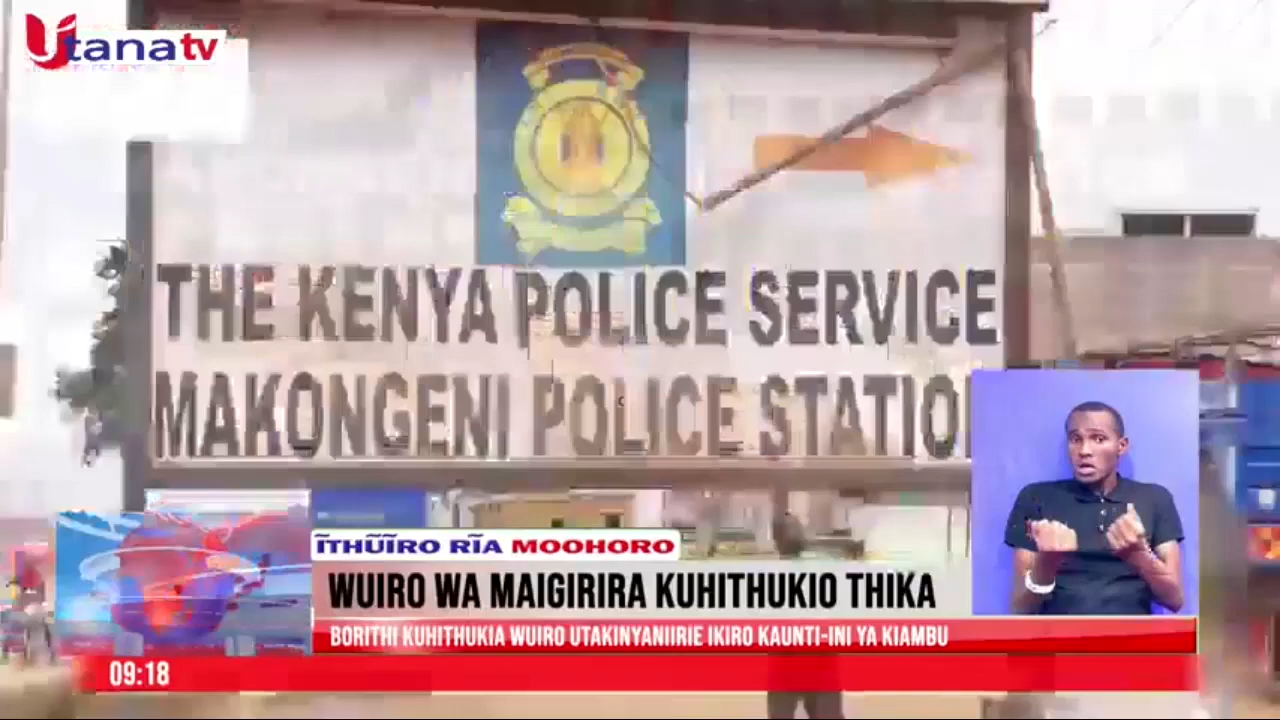 Utanatv
THE KENYA POLICE SERVICE
MAKONGENI POLICE STATIO
ĨTHŨĨRO RĨA MOOHORO
WUIRO WA MAIGIRIRA KUHITHUKIO THIKA
BORITHI KUHITHUKIA WUIRO UTAKINYANIIRIE IKIRO KAUNTI-INI YA KIAMBU
09:18